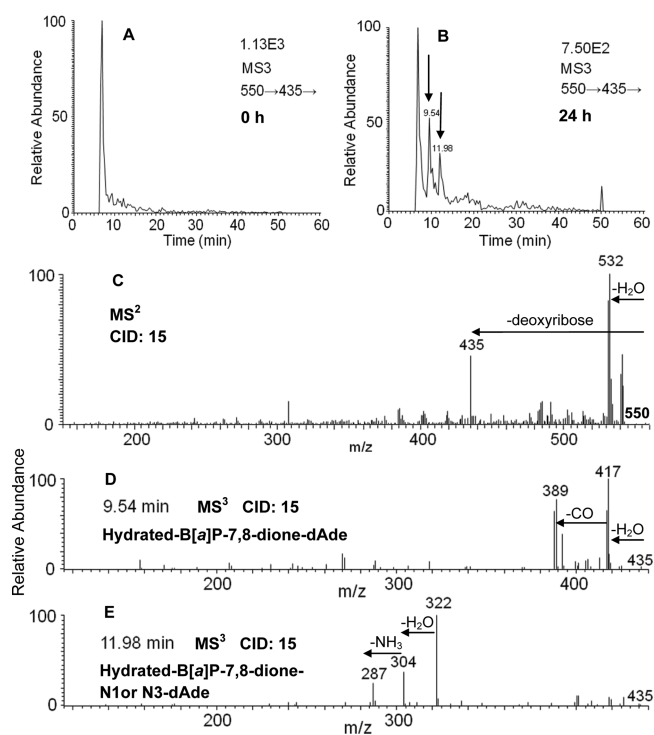 A
B
1.13E3
MS3
550→435→
0 h
7.50E2
MS3
550→435→
24 h
9.54
11.98
Relative Abundance
100
50
0
0 10 20 30 40 50 60
Time (min)
Relative Abundance
100
50
0
0 10 20 30 40 50 60
Time (min)
C
MS²
CID: 15
532
-H₂O
-deoxyribose
435
550
100
0
200 300 400 500
m/z
Relative Abundance
D
9.54 min MS³ CID: 15
Hydrated-B[a]P-7,8-dione-dAde
417
389
-CO
-H₂O
435
100
0
200 300 400
m/z
E
11.98 min MS³ CID: 15
Hydrated-B[a]P-7,8-dione-
N1or N3-dAde
322
-H₂O
-NH₃
304
287
435
100
0
200 300 400
m/z